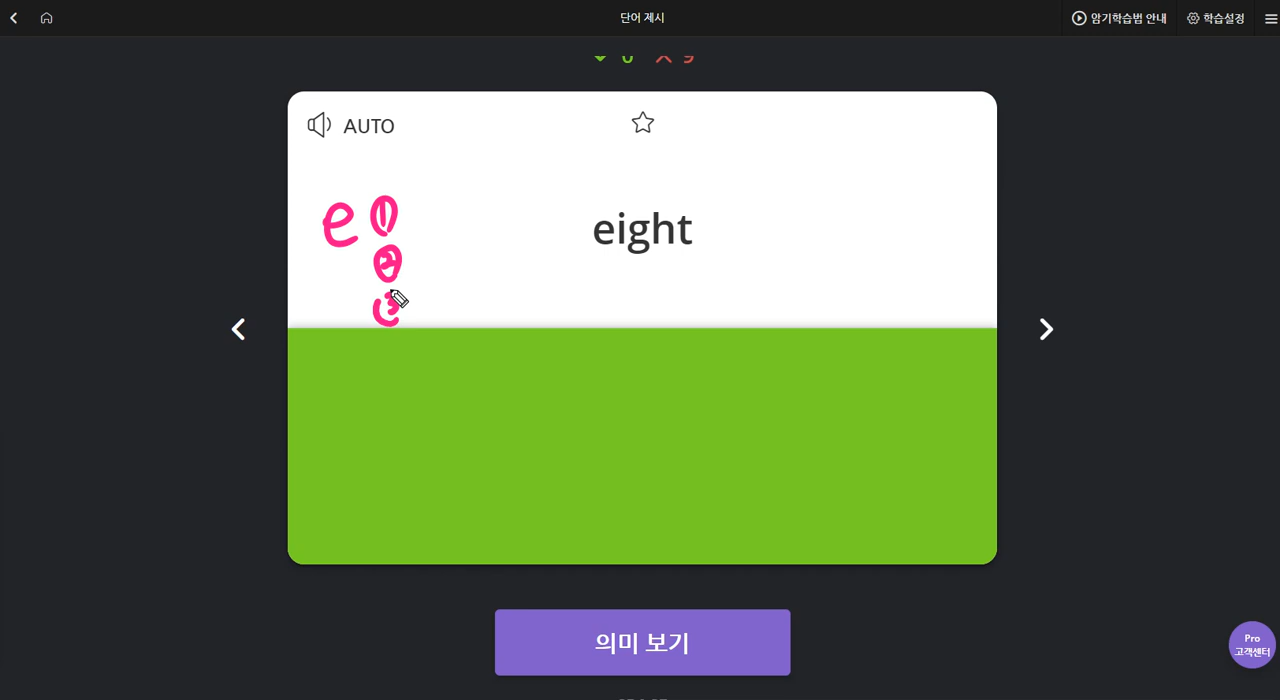 단어 제시
암기학습법 안내
학습설정
AUTO
e
eight
의미 보기
Pro
고객센터